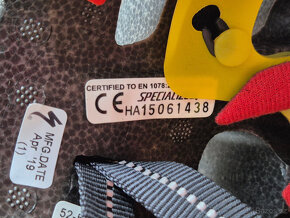 CERTIFIED TO EN 1078:
SPECIALIZED
CE HA15061438
MFG DATE
Apr '19
(1)